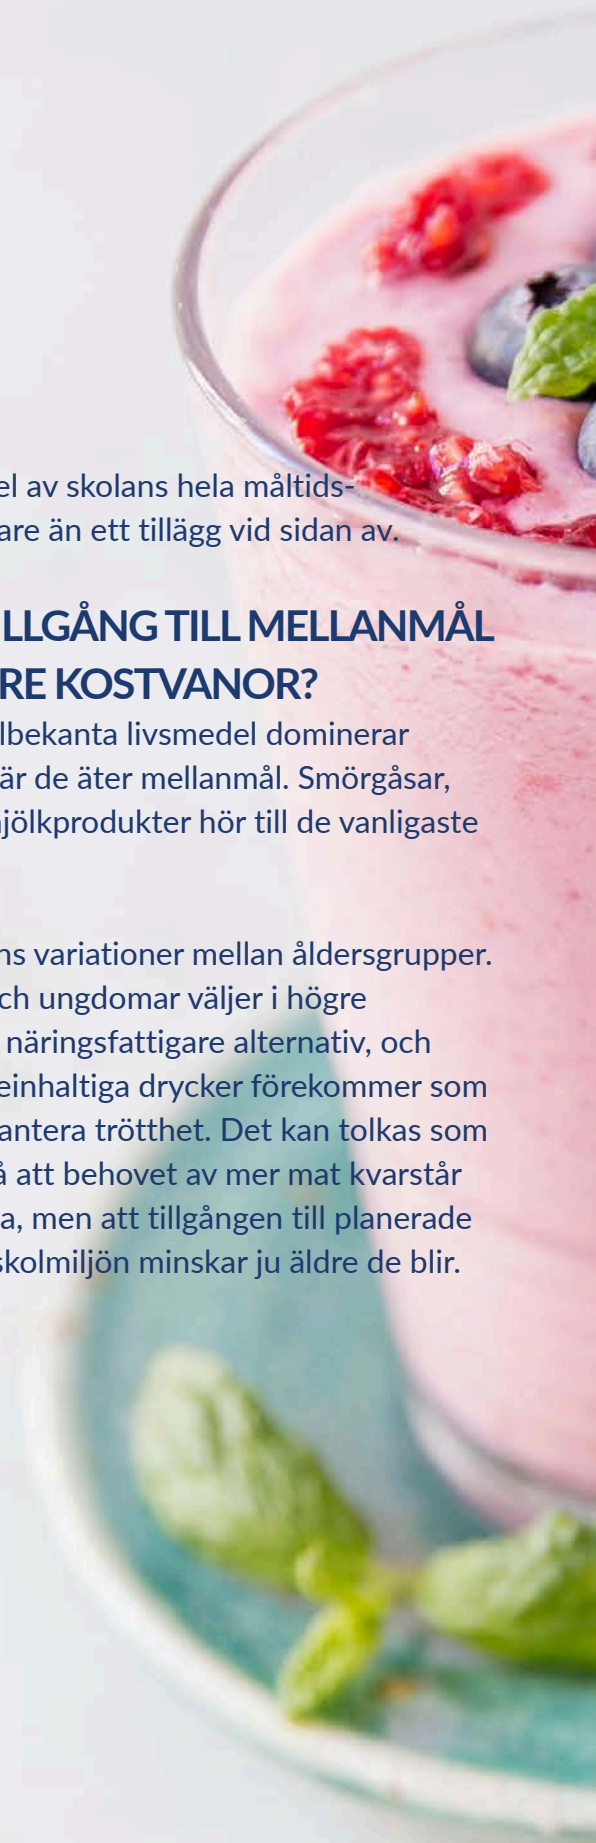 el av skolans hela måltids-
are än ett tillägg vid sidan av.
LLGÅNG TILL MELLANMÅL
RE KOSTVANOR?
lbekanta livsmedel dominerar
är de äter mellanmål. Smörgåsar,
jölkprodukter hör till de vanligaste
ns variationer mellan åldersgrupper.
ch ungdomar väljer i högre
näringsfattigare alternativ, och
einhaltiga drycker förekommer som
antera trötthet. Det kan tolkas som
å att behovet av mer mat kvarstår
a, men att tillgången till planerade
skolmiljön minskar ju äldre de blir.